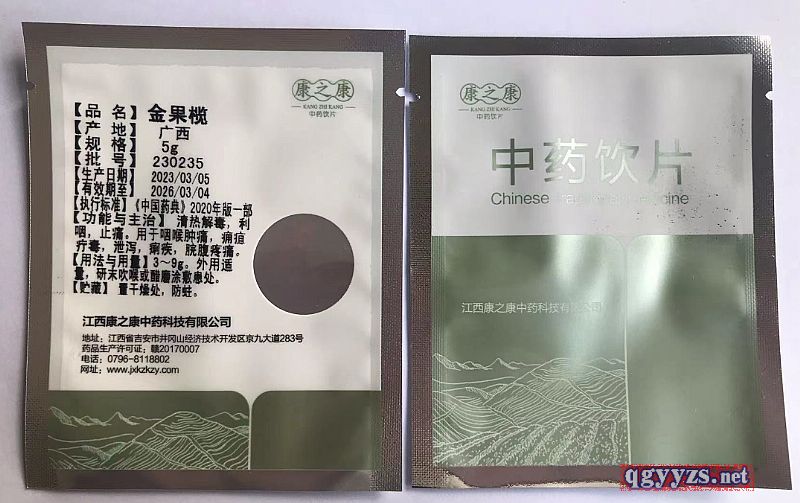 康之康
KANG ZHI KANG
中药饮片
【品 名】 金果榄
【产 地】 广西
【规 格】 5g
【批 号】 230235
【生产日期】 2023/03/05
【有效期至】 2026/03/04
【执行标准】《中国药典》2020年版一部
【功能与主治】 清热解毒，利
咽，止痛。用于咽喉肿痛，痈疽
疔毒，泄泻，痢疾，脘腹疼痛。
【用法与用量】3～9g。外用适
量，研末吹喉或醋磨涂敷患处。
【贮藏】 置干燥处，防蛀。
江西康之康中药科技有限公司
地址：江西省吉安市井冈山经济技术开发区京九大道283号
药品生产许可证：赣20170007
电话：0796-8118802
网址：www.jxkzkzy.com
康之康
KANG ZHI KANG
中药饮片
中药饮片
Chinese traditional medicine
江西康之康中药科技有限公司
qgyyzs.net